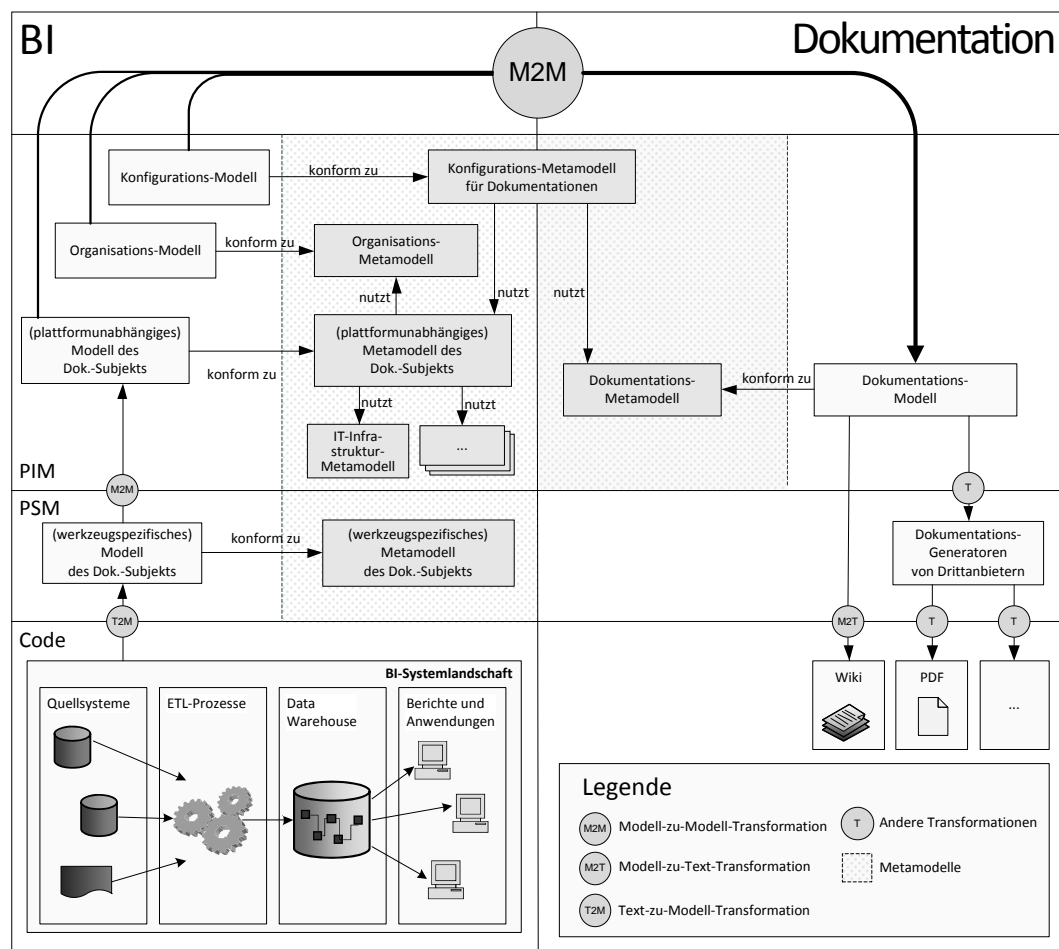 BI
Dokumentation
M2M
Konfigurations-Modell
konform zu
Konfigurations-Metamodell
für Dokumentationen
Organisations-Modell
konform zu
Organisations-
Metamodell
nutzt
nutzt
nutzt
(plattformunabhängiges)
Modell des
Dok.-Subjekts
konform zu
(plattformunabhängiges)
Metamodell des
Dok.-Subjekts
Dokumentations-
Metamodell
konform zu
Dokumentations-
Modell
nutzt
nutzt
IT-Infra-
struktur-
Metamodell
...
PIM
M2M
T
PSM
(werkzeugspezifisches)
Modell
des Dok.-Subjekts
konform zu
(werkzeugspezifisches)
Metamodell
des Dok.-Subjekts
Dokumentations-
Generatoren
von Drittanbietern
T2M
M2T
T
T
Code
BI-Systemlandschaft
Quellsysteme
ETL-Prozesse
Data
Warehouse
Berichte und
Anwendungen
Wiki
PDF
...
Legende
M2M
Modell-zu-Modell-Transformation
T
Andere Transformationen
M2T
Modell-zu-Text-Transformation
Metamodelle
T2M
Text-zu-Modell-Transformation